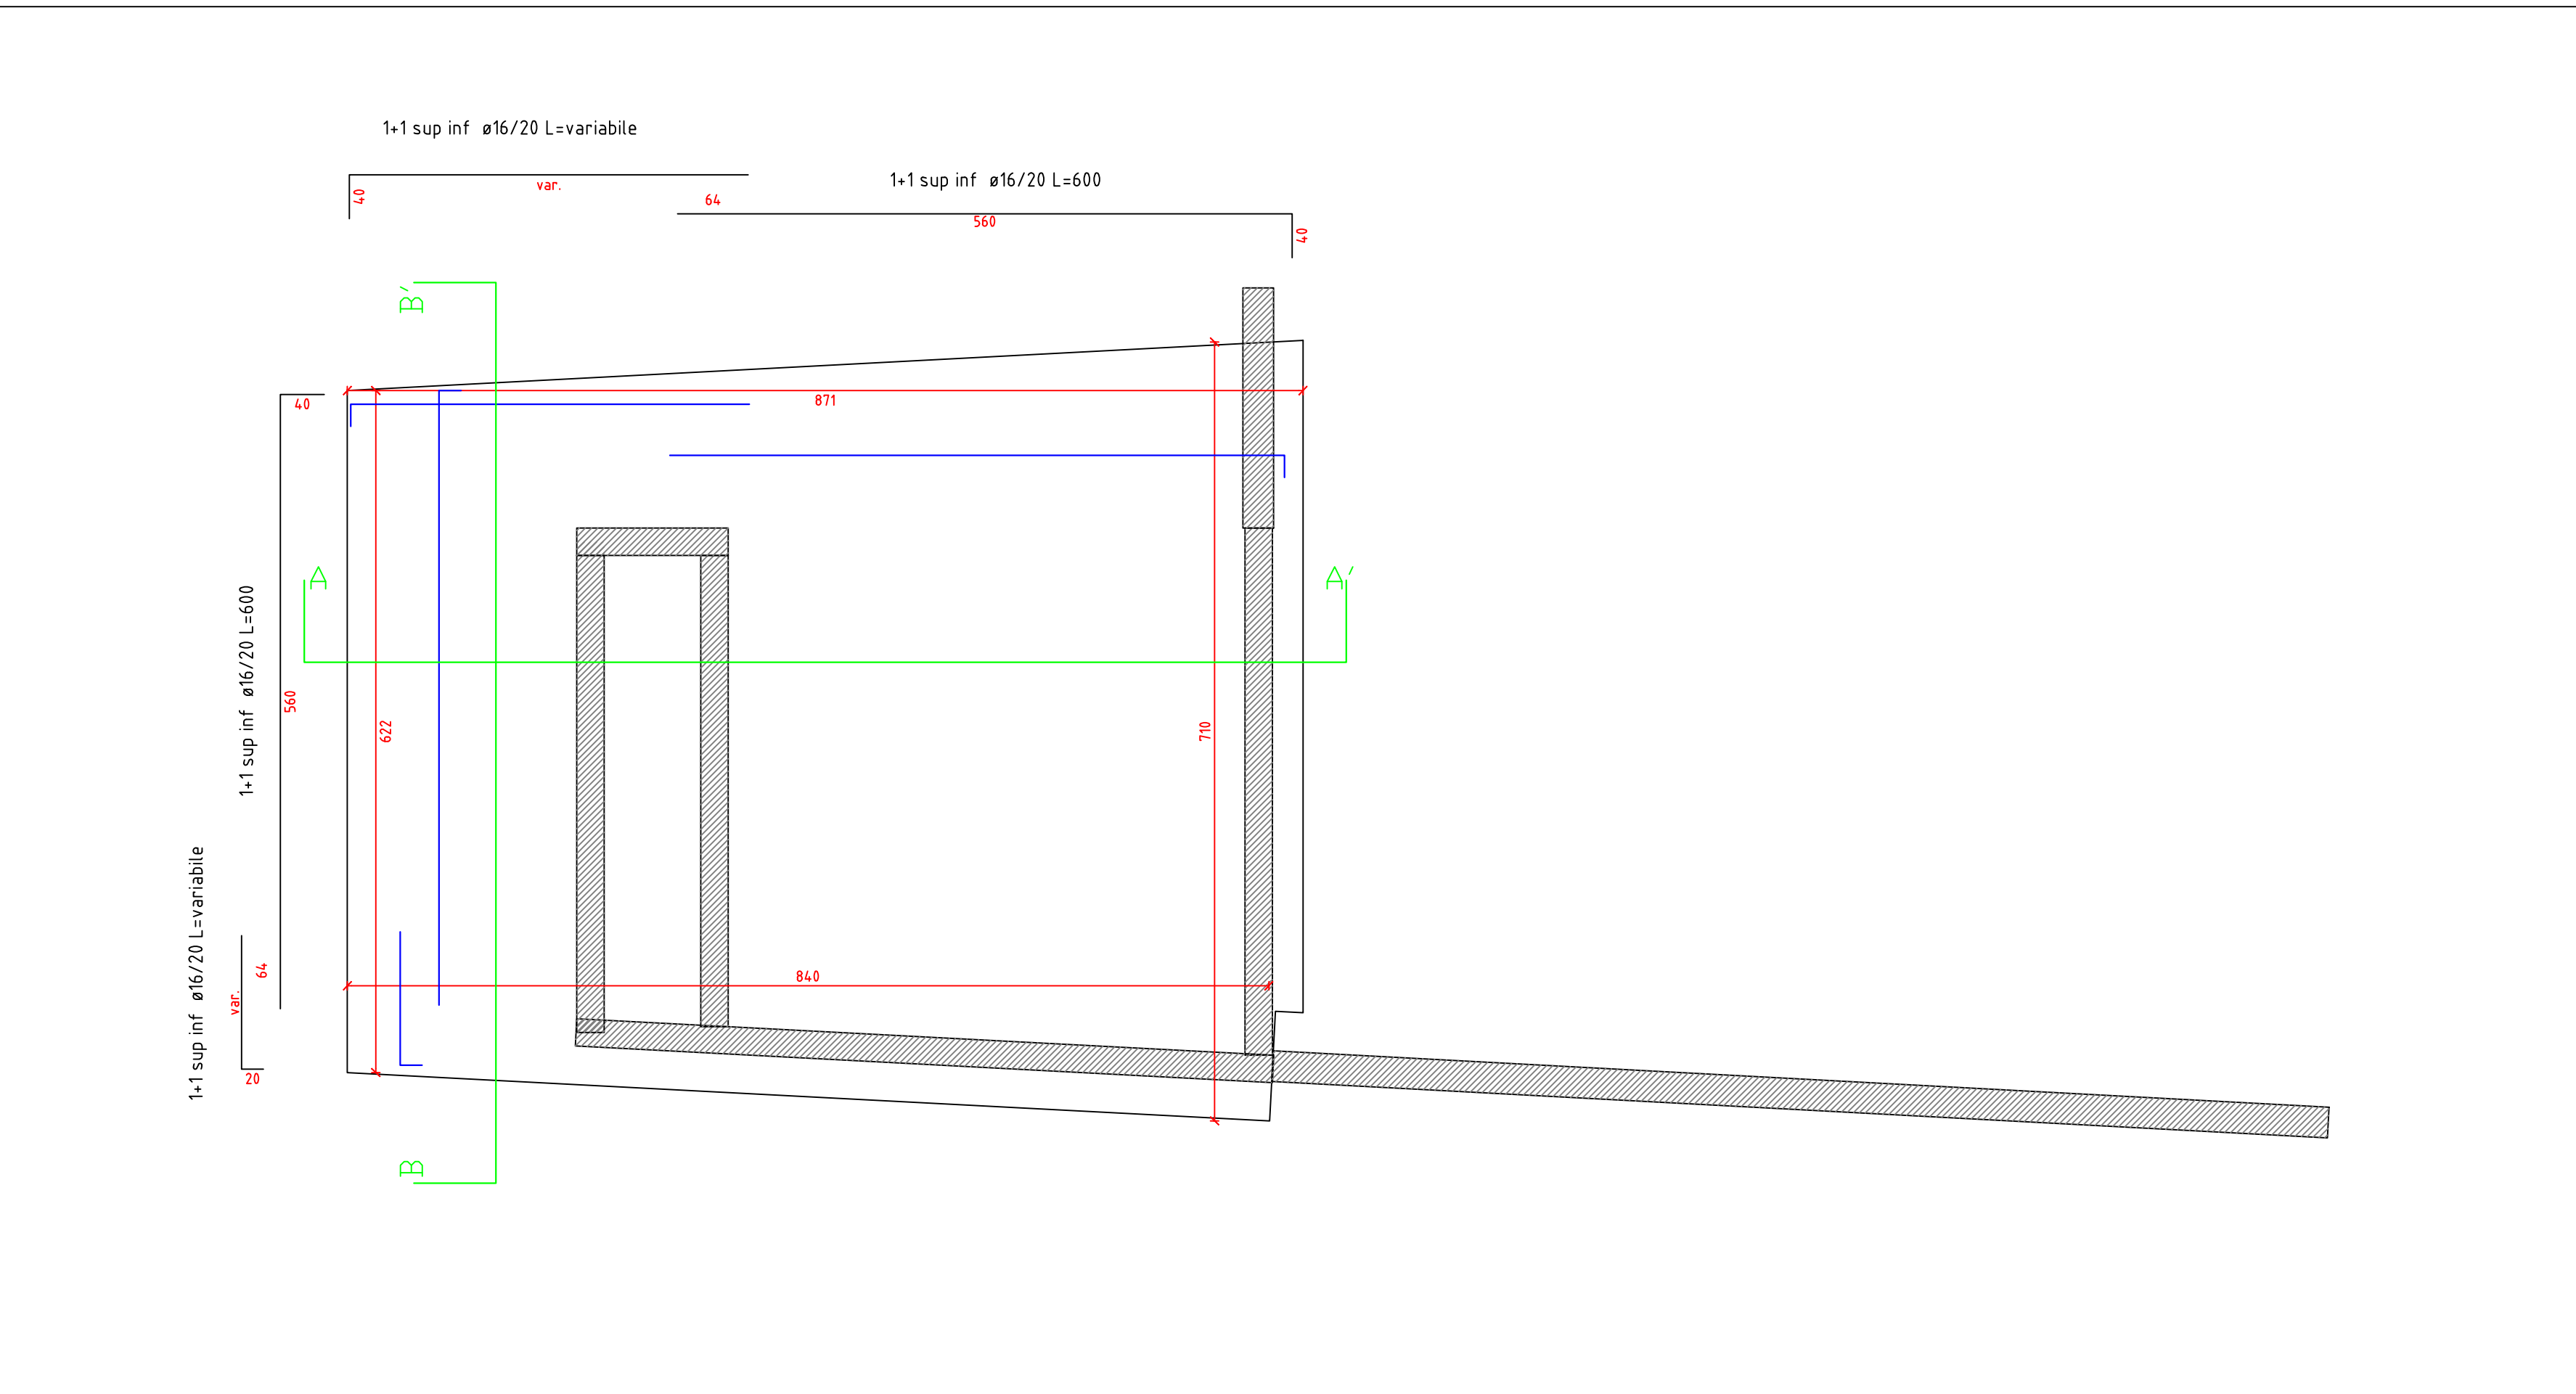 1+1 sup inf ø16/20 L=variabile
40
var.
64
1+1 sup inf ø16/20 L=600
560
40
B'
40
871
A
A'
1+1 sup inf ø16/20 L=600
560
622
710
1+1 sup inf ø16/20 L=variabile
var.
64
840
20
B